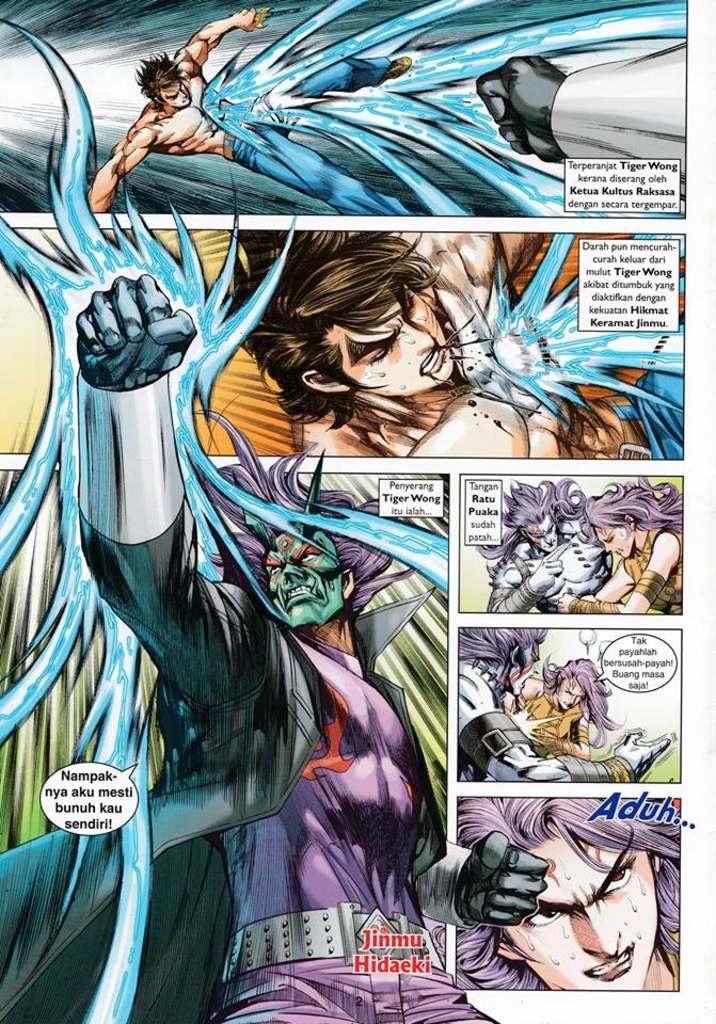 Terperanjat Tiger Wong
kerana diserang oleh
Ketua Kultus Raksasa
dengan secara tergempar.
Darah pun mencurah-
curah keluar dari
mulut Tiger Wong
akibat ditumbuk yang
diaktifkan dengan
kekuatan Hikmat
Keramat Jinmu.
Penyerang
Tiger Wong
itu ialah...
Nampak-
nya aku mesti
bunuh kau
sendiri!
Jinmu
Hidaeki
Tangan
Ratu
Puaka
sudah
patah...
Tak
payahlah
bersusah-payah!
Buang masa
saja!
Aduh...
2